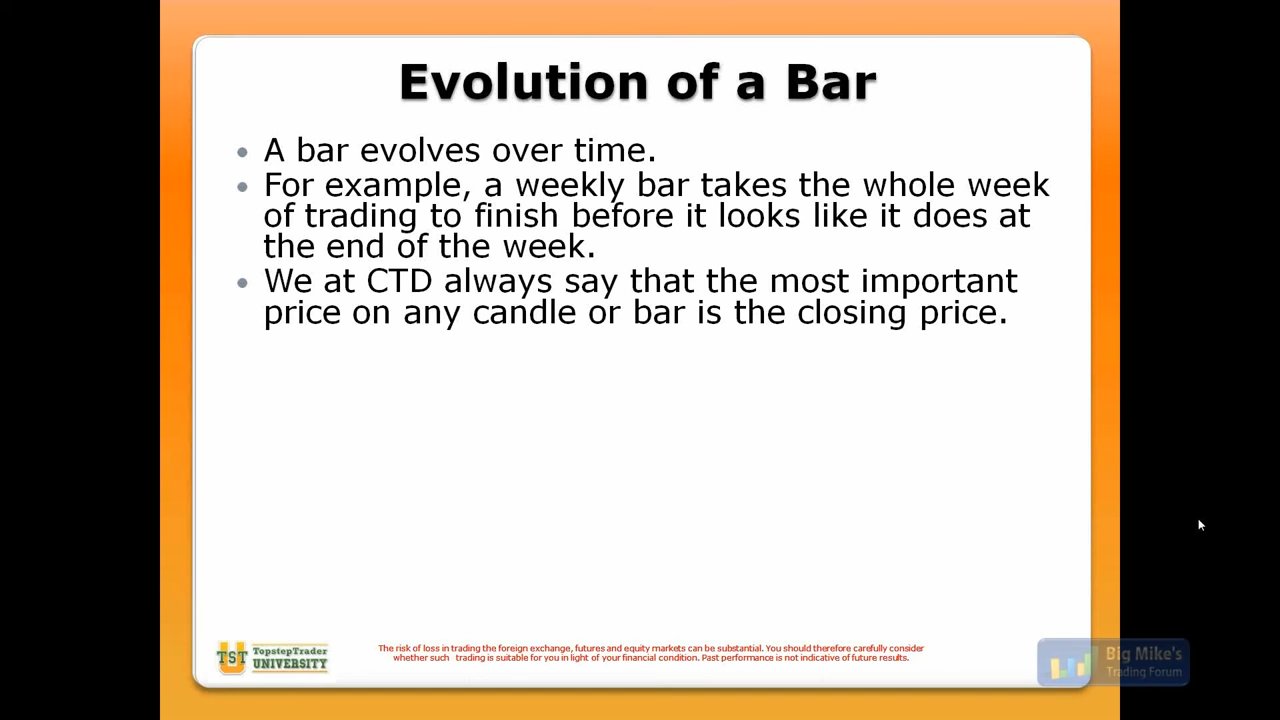 Evolution of a Bar
• A bar evolves over time.
• For example, a weekly bar takes the whole week
of trading to finish before it looks like it does at
the end of the week.
• We at CTD always say that the most important
price on any candle or bar is the closing price.
U
TST
TopstepTrader
UNIVERSITY
The risk of loss in trading the foreign exchange, futures and equity markets can be substantial. You should therefore carefully consider
whether such trading is suitable for you in light of your financial condition. Past performance is not indicative of future results.
Big Mike's
Trading Forum